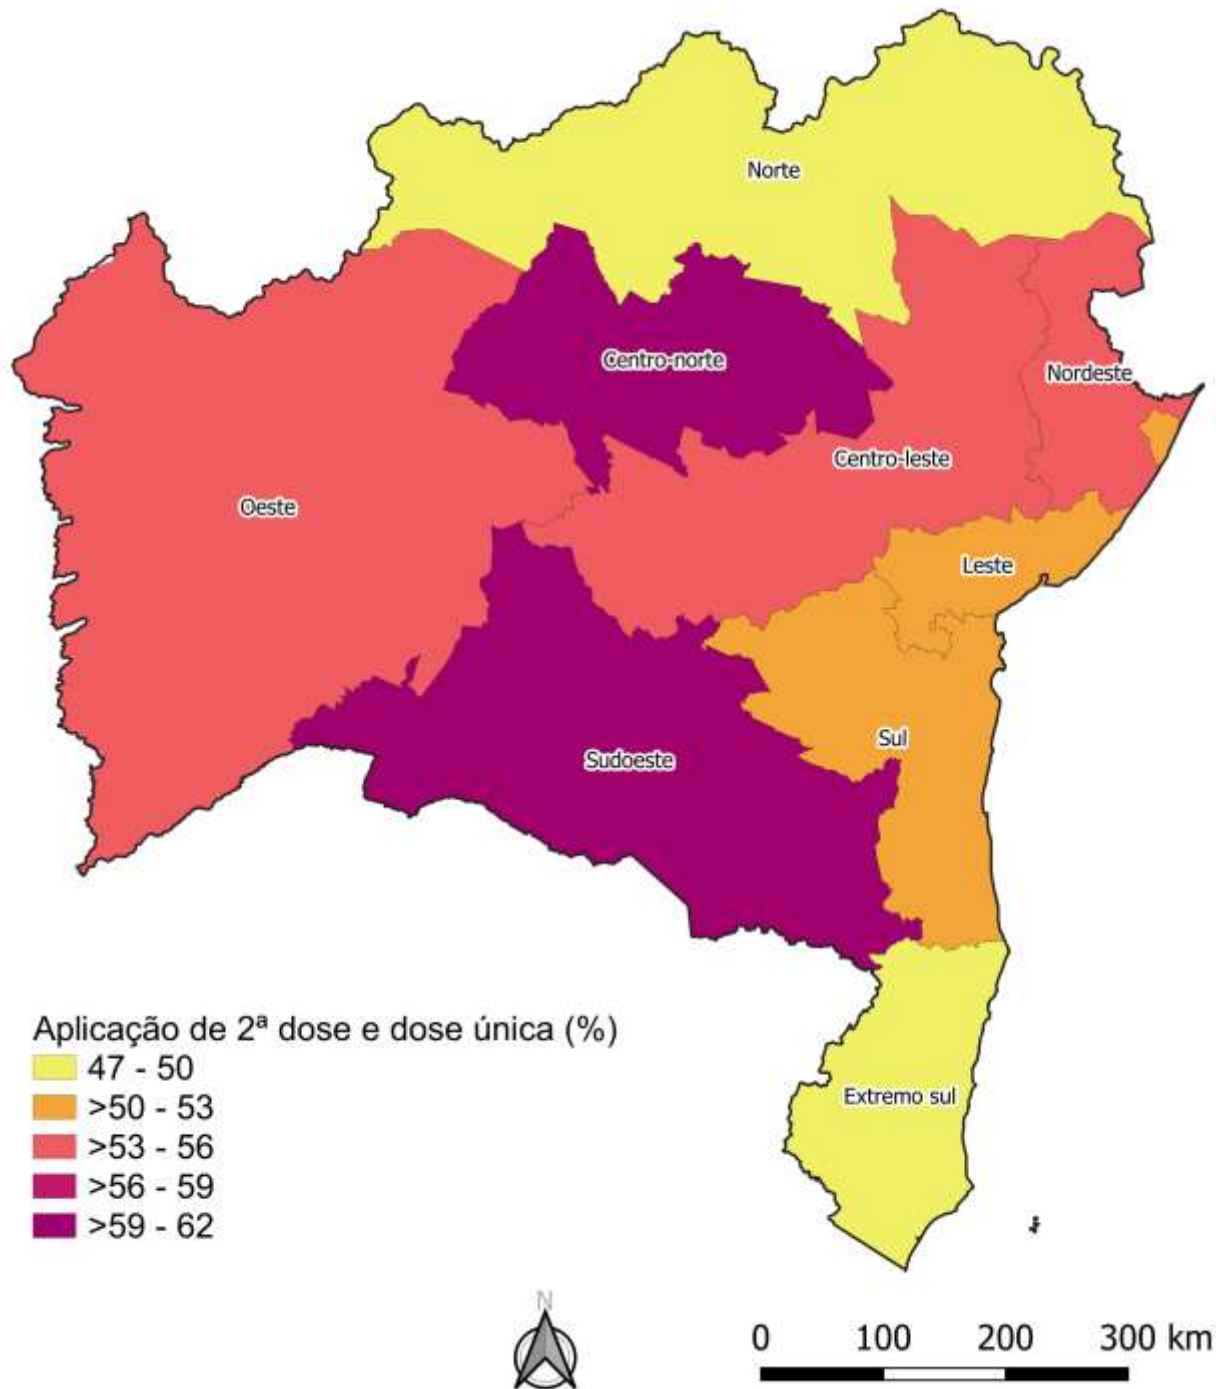 Norte
Centro-norte
Nordeste
Centro-leste
Oeste
Leste
Sul
Sudoeste
Extremo sul
Aplicação de 2ª dose e dose única (%)
47 - 50
>50 - 53
>53 - 56
>56 - 59
>59 - 62
N
0 100 200 300 km